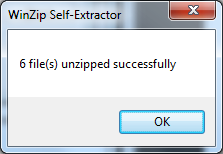 WinZip Self-Extractor
6 file(s) unzipped successfully
OK